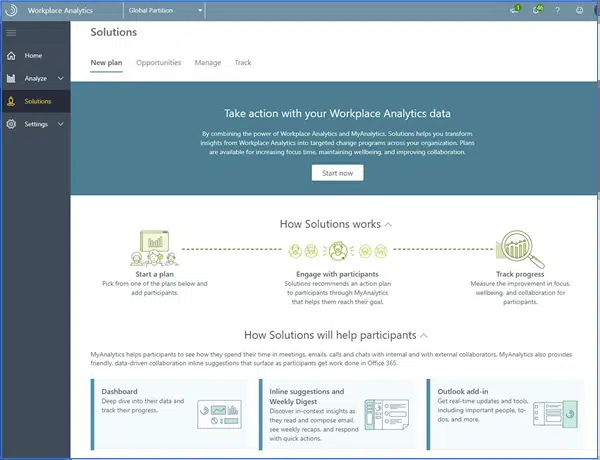 Workplace Analytics
Global Partition
1
46
?
Solutions
Home
Analyze
Solutions
Settings
New plan
Opportunities
Manage
Track
Take action with your Workplace Analytics data
By combining the power of Workplace Analytics and MyAnalytics, Solutions helps you transform
insights from Workplace Analytics into targeted change programs across your organization. Plans
are available for increasing focus time, maintaining wellbeing, and improving collaboration.
Start now
How Solutions works
Start a plan
Pick from one of the plans below and
add participants.
Engage with participants
Solutions recommends an action plan
to participants through MyAnalytics
that helps them reach their goal.
Track progress
Measure the improvement in focus,
wellbeing, and collaboration for
participants.
How Solutions will help participants
MyAnalytics helps participants to see how they spend their time in meetings, emails, calls and chats with internal and with external collaborators. MyAnalytics also provides
friendly, data-driven collaboration inline suggestions that surface as participants get work done in Office 365.
Dashboard
Deep dive into their data and
track their progress.
Inline suggestions and
Weekly Digest
Discover in-context insights as
they read and compose email,
see weekly recaps, and respond
with quick actions.
Outlook add-in
Get real-time updates and tools,
including important people, to-
dos, and more.